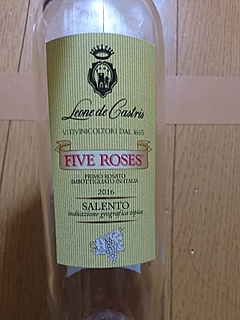 Leone de Castris
VITIVINICOLTORI DAL 1665
FIVE ROSES
PRIMO ROSATO
IMBOTTIGLIATO IN ITALIA
2016
SALENTO
indicazione geografica tipica